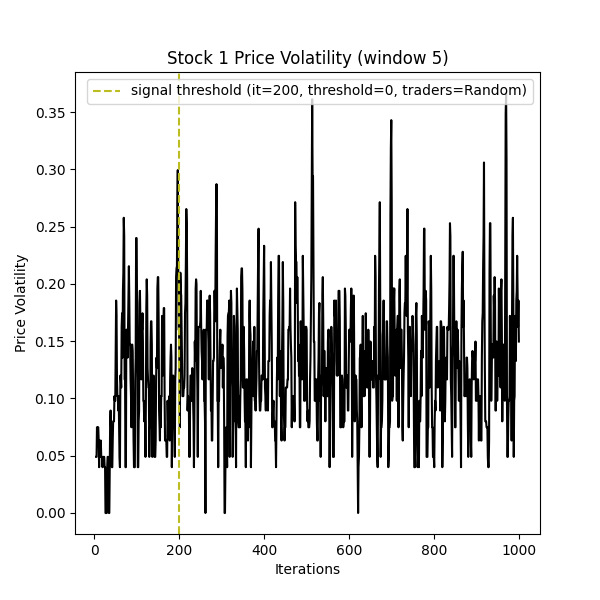 Stock 1 Price Volatility (window 5)
signal threshold (it=200, threshold=0, traders=Random)
0.35
0.30
0.25
0.20
0.15
0.10
0.05
0.00
Price Volatility
0 200 400 600 800 1000
Iterations